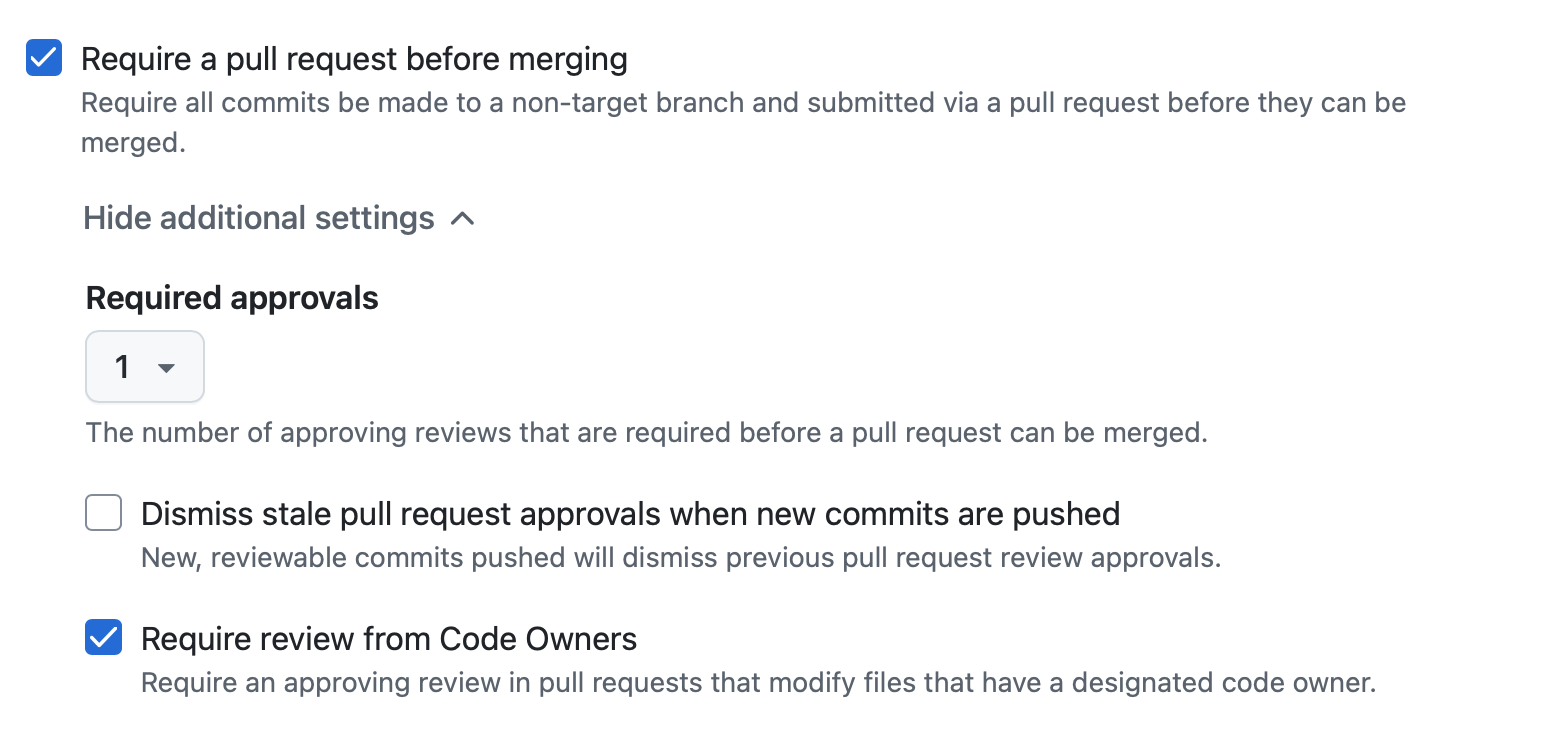 Require a pull request before merging
Require all commits be made to a non-target branch and submitted via a pull request before they can be
merged.
Hide additional settings
Required approvals
1
The number of approving reviews that are required before a pull request can be merged.
Dismiss stale pull request approvals when new commits are pushed
New, reviewable commits pushed will dismiss previous pull request review approvals.
Require review from Code Owners
Require an approving review in pull requests that modify files that have a designated code owner.